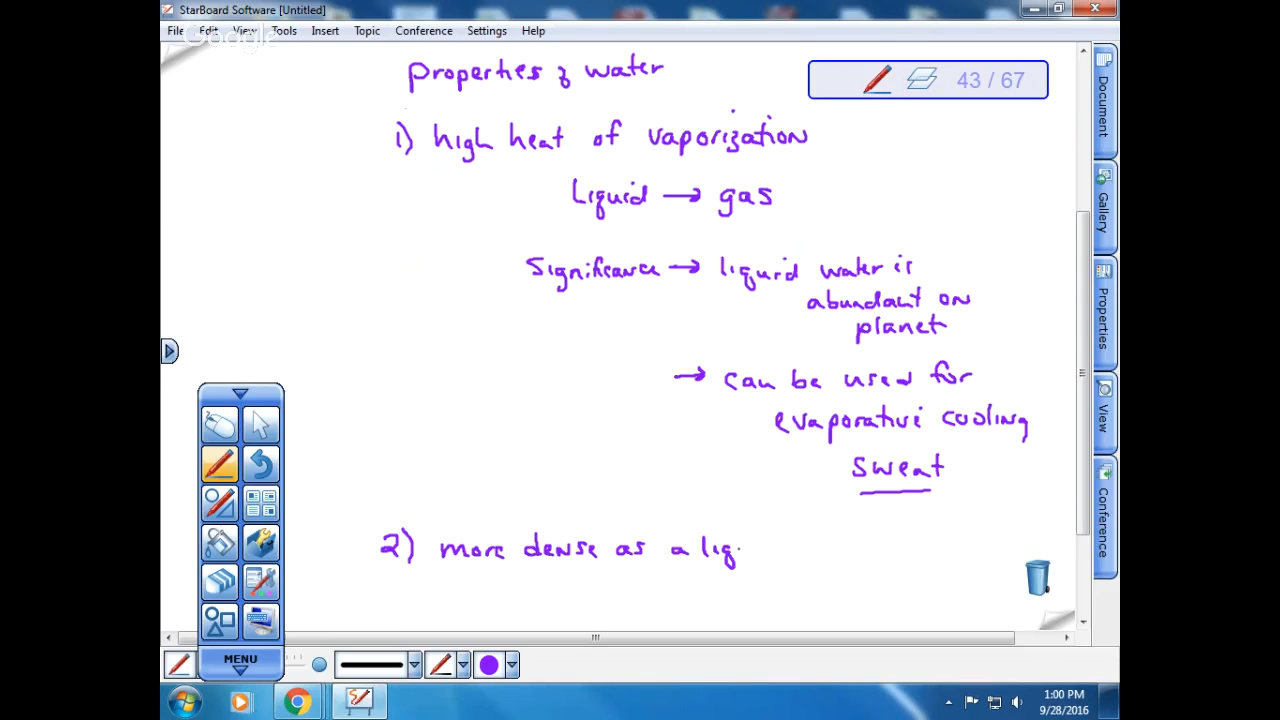 StarBoard Software [Untitled]
File Edit View Tools Insert Topic Conference Settings Help
Google
43 / 67
Properties of water
1) high heat of vaporization
Liquid → gas
Significance → liquid water is
abundant on
planet
→ can be used for
evaporative cooling
sweat
2) more dense as a liq
Document
Gallery
Properties
View
Conference
MENU
1:00 PM
9/28/2016